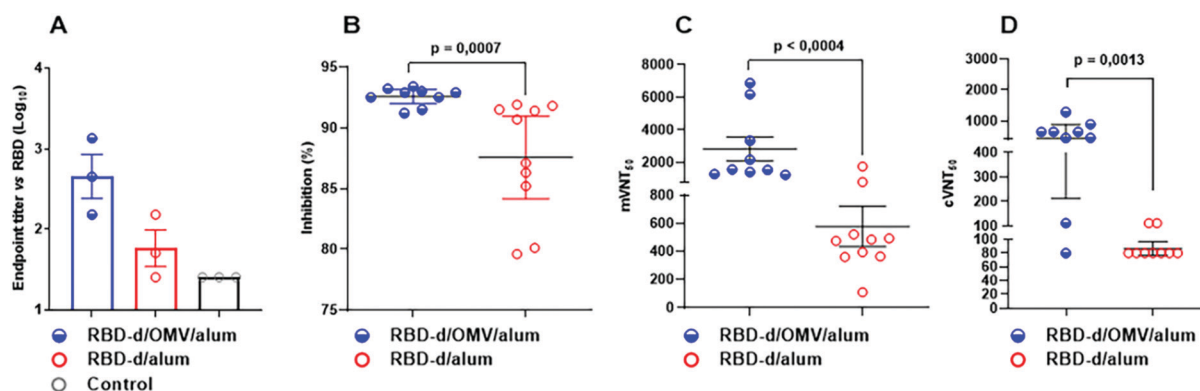 A
Endpoint titer vs RBD (Log10)
4
3
2
1
RBD-d/OMV/alum
RBD-d/alum
Control
B
p = 0,0007
Inhibition (%)
95
90
85
80
75
RBD-d/OMV/alum
RBD-d/alum
C
p < 0,0004
mVNT50
8000
6000
4000
2000
800
600
400
200
0
RBD-d/OMV/alum
RBD-d/alum
D
p = 0,0013
cVNT50
3000
2000
1000
400
300
200
100
100
80
60
40
20
0
RBD-d/OMV/alum
RBD-d/alum